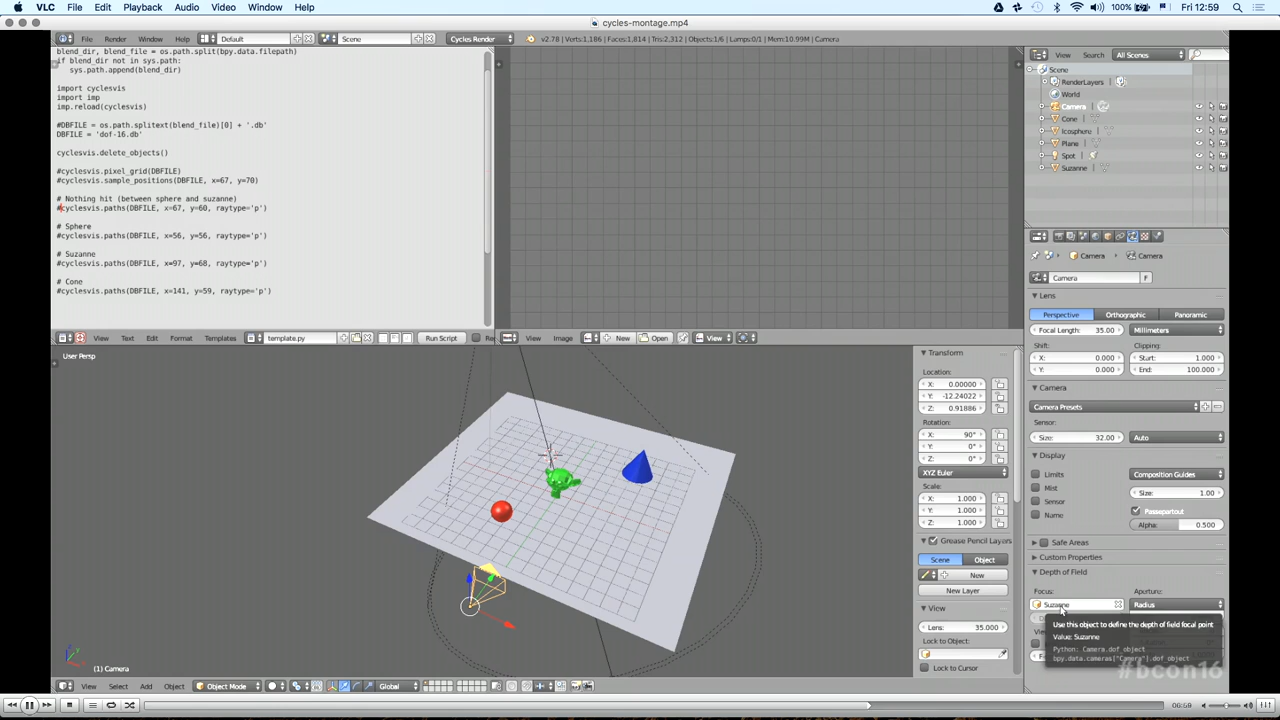 VLC File Edit Playback Audio Video Window Help 100% Fri 12:59
cycles-montage.mp4
File Render Window Help Default Scene Cycles Render v2.78 | Verts:1,186 | Faces:1,814 | Tris:2,312 | Objects:1/6 | Lamps:0/1 | Mem:10.99M | Camera
View Search All Scenes
blend_dir, blend_file = os.path.split(bpy.data.filepath)
if blend_dir not in sys.path:
sys.path.append(blend_dir)
import cyclesvis
import imp
imp.reload(cyclesvis)
#DBFILE = os.path.splitext(blend_file)[0] + '.db'
DBFILE = 'dof-16.db'
cyclesvis.delete_objects()
#cyclesvis.pixel_grid(DBFILE)
#cyclesvis.sample_positions(DBFILE, x=67, y=70)
# Nothing hit (between sphere and suzanne)
#cyclesvis.paths(DBFILE, x=67, y=60, raytype='p')
# Sphere
#cyclesvis.paths(DBFILE, x=56, y=56, raytype='p')
# Suzanne
#cyclesvis.paths(DBFILE, x=97, y=68, raytype='p')
# Cone
#cyclesvis.paths(DBFILE, x=141, y=59, raytype='p')
View Text Edit Format Templates template.py Run Script
View Image New Open View
Scene
RenderLayers
World
Camera
Cone
Icosphere
Plane
Spot
Suzanne
Camera Camera
Camera F
Lens
Perspective Orthographic Panoramic
Focal Length: 35.00 Millimeters
Shift: Clipping:
X: 0.000 Start: 1.000
Y: 0.000 End: 100.000
Camera
Camera Presets
Sensor:
Size: 32.00 Auto
Display
Limits Composition Guides
Mist Size: 1.00
Sensor Passepartout
Name Alpha: 0.500
Safe Areas
Custom Properties
Depth of Field
Focus: Aperture:
Suzanne Radius
Use this object to define the depth of field focal point
Value: Suzanne
Python: Camera.dof_object
bpy.data.cameras["Camera"].dof_object
#bcon16
User Persp
(1) Camera
Transform
Location:
X: 0.00000
Y: -12.24022
Z: 0.91886
Rotation:
X: 90°
Y: 0°
Z: 0°
XYZ Euler
Scale:
X: 1.000
Y: 1.000
Z: 1.000
Grease Pencil Layers
Scene Object
New
New Layer
View
Lens: 35.000
Lock to Object:
Lock to Cursor
View Select Add Object Object Mode Global
06:58